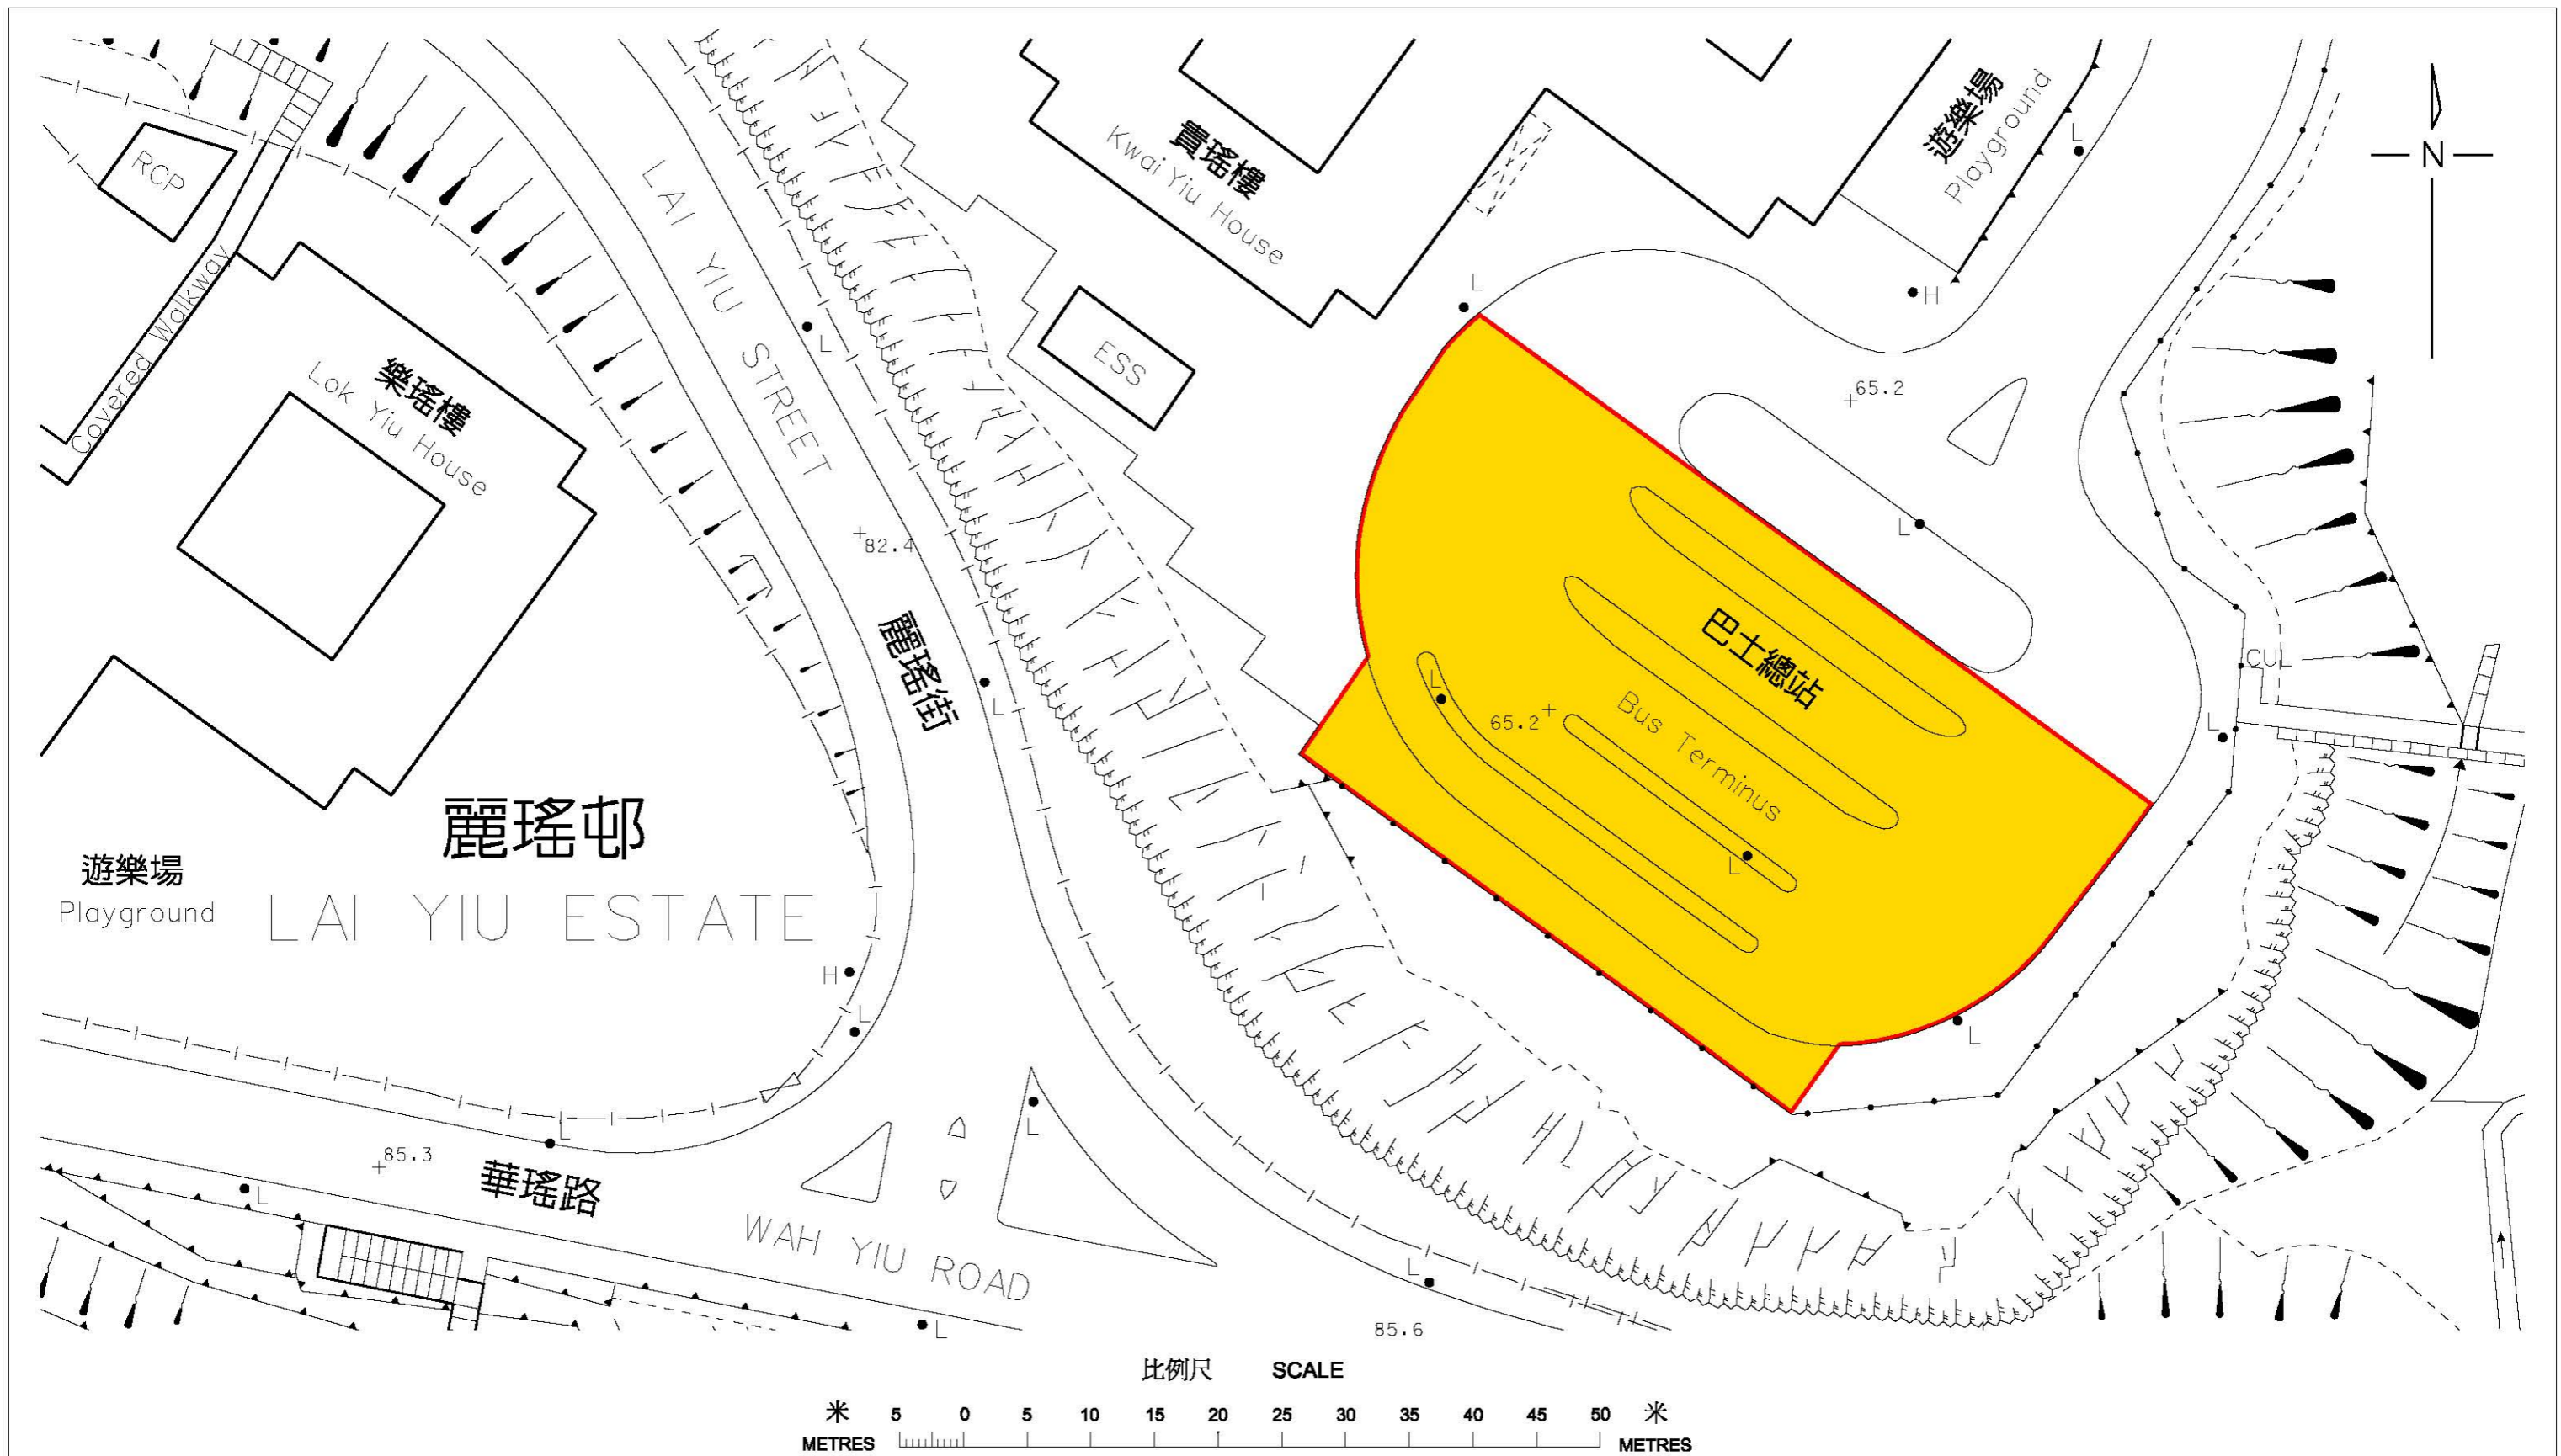 遊樂場
Playground
L
N
RCP
貴瑤樓
Kwai Yiu House
LAI YIU STREET
Covered Walkway
樂瑤樓
Lok Yiu House
L
H
L
ESS
65.2
L
82.4
巴士總站
Bus Terminus
L
65.2
CUL
L
L
麗瑤街
L
麗瑤邨
LAI YIU ESTATE
遊樂場
Playground
H
L
L
L
L
85.3
華瑤路
WAH YIU ROAD
L
L
L
85.6
比例尺 SCALE
米 5 0 5 10 15 20 25 30 35 40 45 50 米
METRES METRES